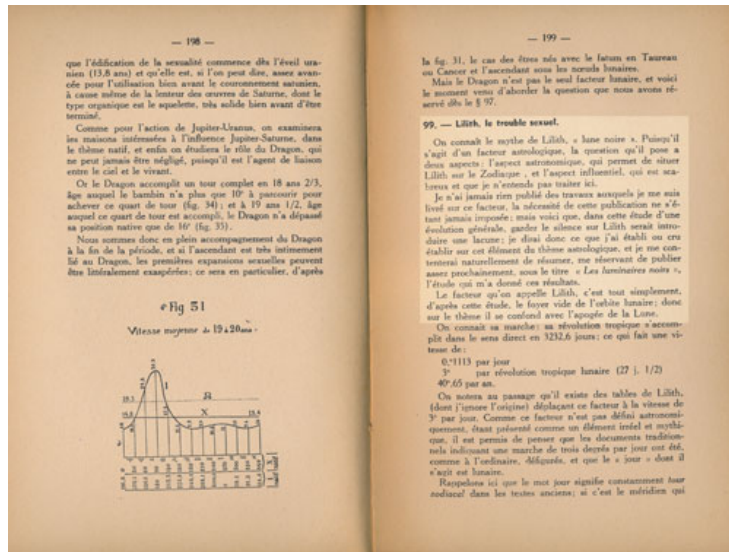 — 198 —
que l'édification de la sexualité commence dès l'éveil ura-
nien (13,8 ans) et qu'elle est, si l'on peut dire, assez avan-
cée pour l'utilisation bien avant le couronnement saturnien,
à cause même de la lenteur des œuvres de Saturne, dont le
type organique est le squelette, très solide bien avant d'être
terminé.
Comme pour l'action de Jupiter-Uranus, on examinera
les maisons intéressées à l'influence Jupiter-Saturne, dans
le thème natif, et enfin on étudiera le rôle du Dragon, qui
ne peut jamais être négligé, puisqu'il est l'agent de liaison
entre le ciel et le vivant.
Or le Dragon accomplit un tour complet en 18 ans 2/3,
âge auquel le bambin n'a plus que 10° à parcourir pour
achever ce quart de tour (fig. 34) ; et à 19 ans 1/2, âge
auquel ce quart de tour est accompli, le Dragon n'a dépassé
sa position native que de 16° (fig. 35).
Nous sommes donc en plein accompagnement du Dragon
à la fin de la période, et si l'ascendant est très intimement
lié au Dragon, les premières expansions sexuelles peuvent
être littéralement exaspérées; ce sera en particulier, d'après
Fig 31
Vitesse moyenne de 19 à 20 ans.
— 199 —
la fig. 31, le cas des êtres nés avec le fatum en Taureau
ou Cancer et l'ascendant sous les nœuds lunaires.
Mais le Dragon n'est pas le seul facteur lunaire, et voici
le moment venu d'aborder la question que nous avons ré-
servé dès le § 97.
99. — Lilith, le trouble sexuel.
On connaît le mythe de Lilith, « lune noire ». Puisqu'il
s'agit d'un facteur astrologique, la question qu'il pose a
deux aspects : l'aspect astronomique, qui permet de situer
Lilith sur le Zodiaque , et l'aspect influentiel, qui est sca-
breux et que je n'entends pas traiter ici.
Je n'ai jamais rien publié des travaux auxquels je me suis
livré sur ce facteur, la nécessité de cette publication ne s'é-
tant jamais imposée; mais voici que, dans cette étude d'une
évolution générale, garder le silence sur Lilith serait intro-
duire une lacune; je dirai donc ce que j'ai établi ou cru
établir sur cet élément du thème astrologique, et je me con-
tenterai naturellement de résumer, me réservant de publier
assez prochainement, sous le titre « Les luminaires noirs »,
l'étude qui m'a donné ces résultats.
Le facteur qu'on appelle Lilith, c'est tout simplement,
d'après cette étude, le foyer vide de l'orbite lunaire; donc
sur le thème il se confond avec l'apogée de la Lune.
On connaît sa marche: sa révolution tropique s'accom-
plit dans le sens direct en 3232,6 jours; ce qui fait une vi-
tesse de :
0,°1113 par jour
3° par révolution tropique lunaire (27 j. 1/2)
40°,65 par an.
On notera au passage qu'il existe des tables de Lilith,
(dont j'ignore l'origine) déplaçant ce facteur à la vitesse de
3° par jour. Comme ce facteur n'est pas défini astronomi-
quement, étant présenté comme un élément irréel et mythi-
que, il est permis de penser que les documents tradition-
nels indiquant une marche de trois degrés par jour ont été,
comme à l'ordinaire, défigurés, et que le « jour » dont il
s'agit est lunaire.
Rappelons ici que le mot jour signifie constamment tour
zodiacal dans les textes anciens; si c'est le méridien qui